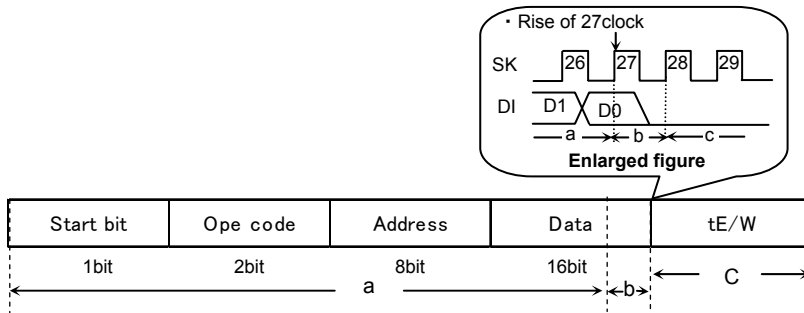 ・ Rise of 27clock
SK 26 27 28 29
DI D1 D0
a b c
Enlarged figure
Start bit Ope code Address Data tE/W
1bit 2bit 8bit 16bit
a b C